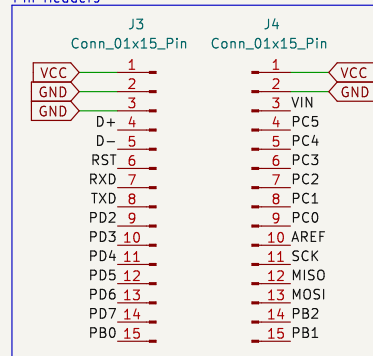 Pin Headers
J3
Conn_01x15_Pin
VCC 1
GND 2
GND 3
D+ 4
D- 5
RST 6
RXD 7
TXD 8
PD2 9
PD3 10
PD4 11
PD5 12
PD6 13
PD7 14
PB0 15
J4
Conn_01x15_Pin
1 VCC
2 GND
3 VIN
4 PC5
5 PC4
6 PC3
7 PC2
8 PC1
9 PC0
10 AREF
11 SCK
12 MISO
13 MOSI
14 PB2
15 PB1